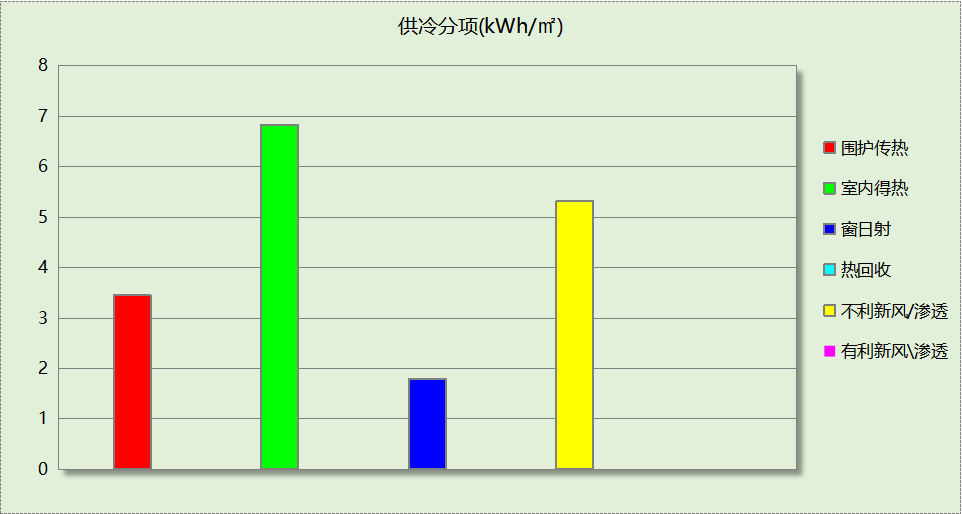 供冷分项(kWh/㎡)
8
7
6
5
4
3
2
1
0
围护传热
室内得热
窗日射
热回收
不利新风/渗透
有利新风\渗透